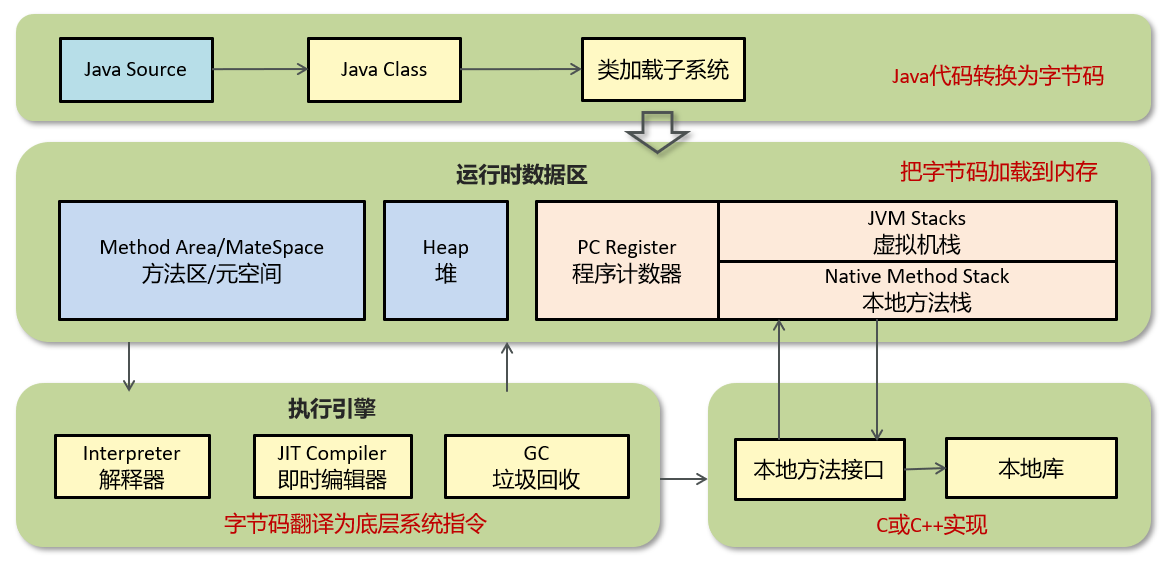 Java Source
Java Class
类加载子系统
Java代码转换为字节码
运行时数据区
把字节码加载到内存
Method Area/MateSpace
方法区/元空间
Heap
堆
PC Register
程序计数器
JVM Stacks
虚拟机栈
Native Method Stack
本地方法栈
执行引擎
Interpreter
解释器
JIT Compiler
即时编辑器
GC
垃圾回收
字节码翻译为底层系统指令
本地方法接口
本地库
C或C++实现